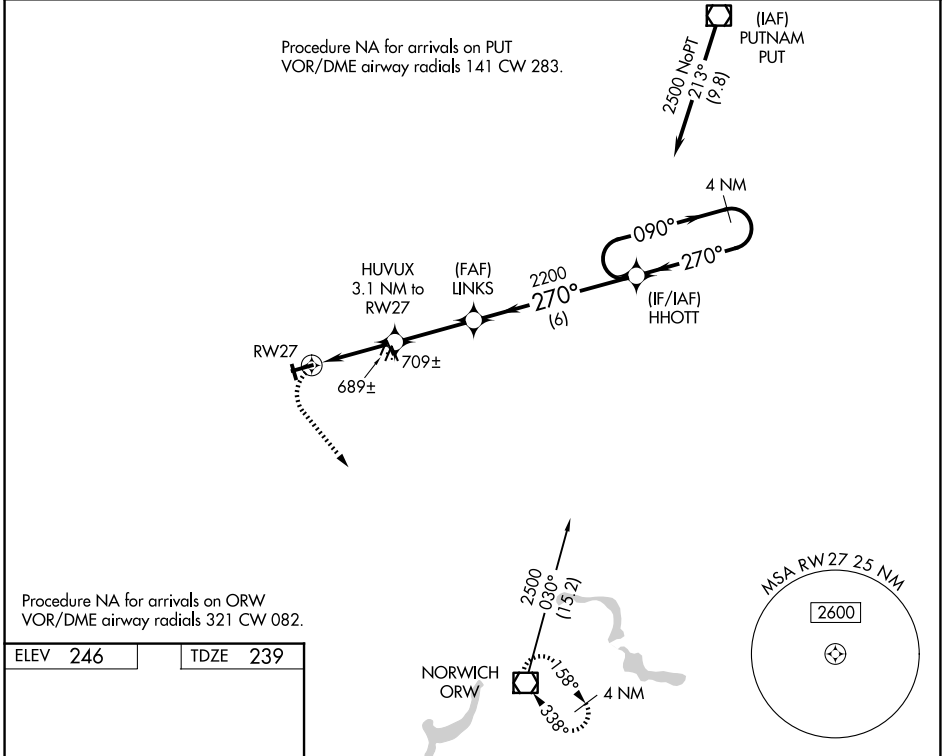 Procedure NA for arrivals on PUT
VOR/DME airway radials 141 CW 283.
(IAF)
PUTNAM
PUT
2500 NoPT
213°
(9.8)
4 NM
090°
270°
HUVUX
3.1 NM to
RW27
(FAF)
LINKS
2200
270°
(6)
(IF/IAF)
HHOTT
RW27
709±
689±
2500
030°
(15.2)
MSA RW27 25 NM
2600
Procedure NA for arrivals on ORW
VOR/DME airway radials 321 CW 082.
ELEV 246
TDZE 239
NORWICH
ORW
158°
338°
4 NM